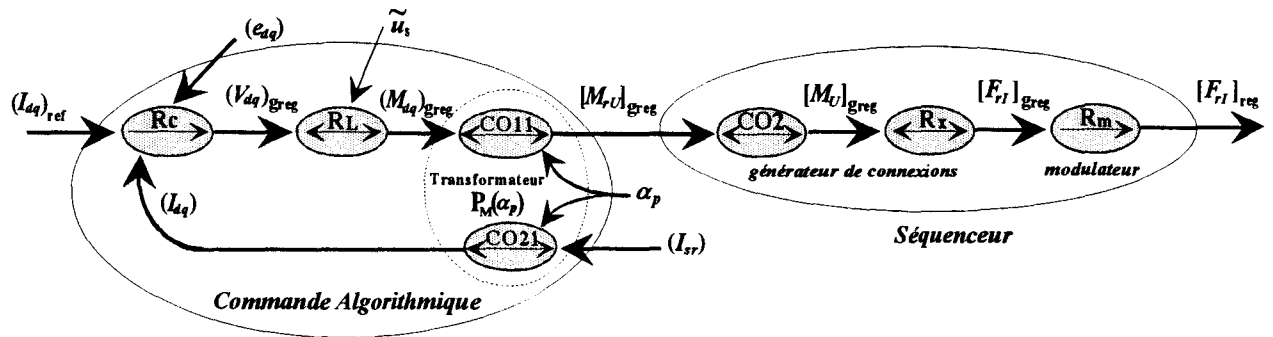 (e_dq)
ũ_s
(I_dq)_ref
Rc
(V_dq)_greg
RL
(M_dq)_greg
CO11
[M_rU]_greg
CO2
[M_U]_greg
Rx
[F_rI]_greg
Rm
[F_rI]_reg
générateur de connexions
modulateur
Transformateur
P_M(α_p)
α_p
(I_dq)
CO21
(I_sr)
Séquenceur
Commande Algorithmique